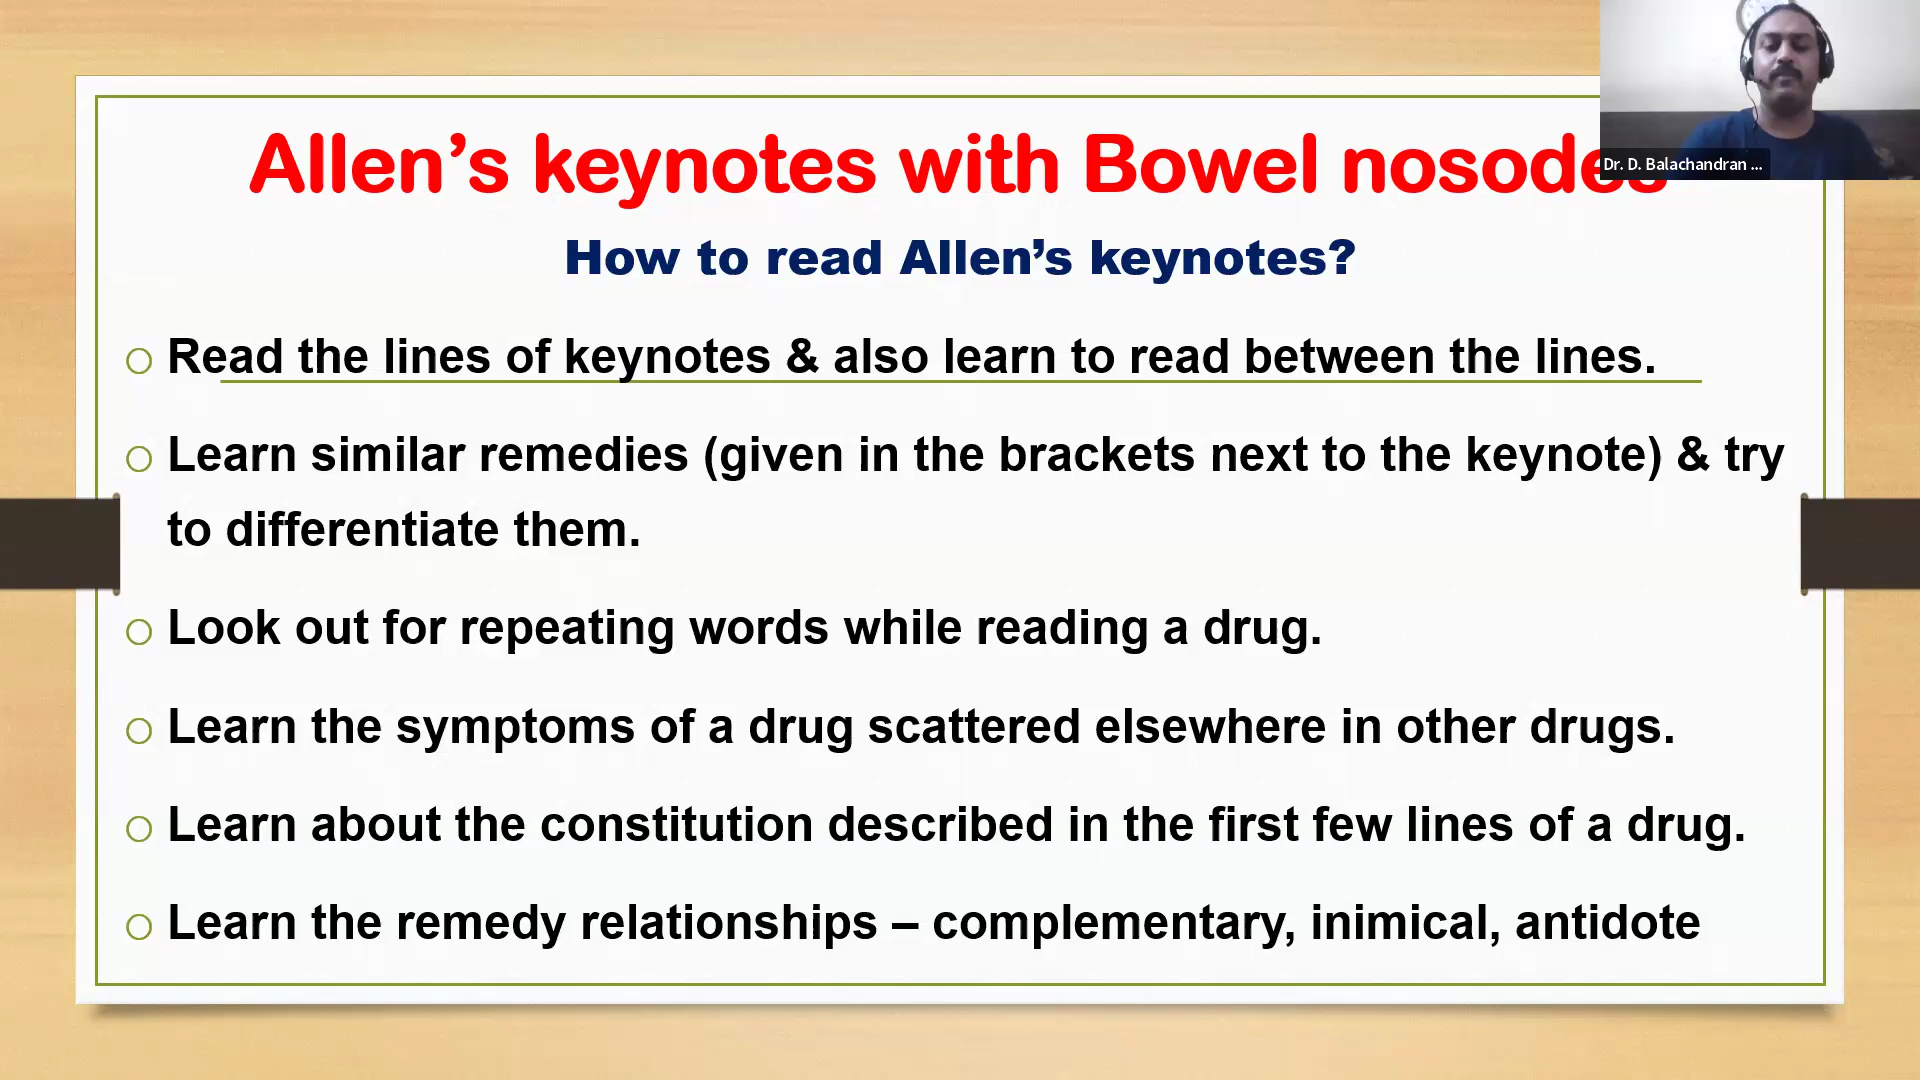 Allen’s keynotes with Bowel nosodes
Dr. D. Balachandran ...
How to read Allen’s keynotes?
o Read the lines of keynotes & also learn to read between the lines.
o Learn similar remedies (given in the brackets next to the keynote) & try
to differentiate them.
o Look out for repeating words while reading a drug.
o Learn the symptoms of a drug scattered elsewhere in other drugs.
o Learn about the constitution described in the first few lines of a drug.
o Learn the remedy relationships – complementary, inimical, antidote